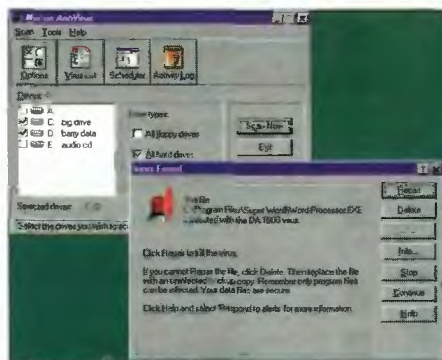 Norton AntiVirus
Scan Tools Help
Options
Virus List
Scheduler
Activity Log
Drives:
A:
C: big drive
D: barry data
E: audio cd
Drive types:
All floppy drives
All hard drives
Scan Now
Exit
Selected drives:
Select the drives you wish to
Virus Found
The file
C:\Program Files\Super Word\Word-Processor.EXE
is infected with the virus.
Click Repair to kill the virus.
If you cannot Repair the file, click Delete. Then replace the file
with an uninfected backup copy. Remember only program files
can be infected. Your data files are secure.
Click Help and select "Respond to alerts" for more information.
Repair
Delete
Info...
Stop
Continue
Help